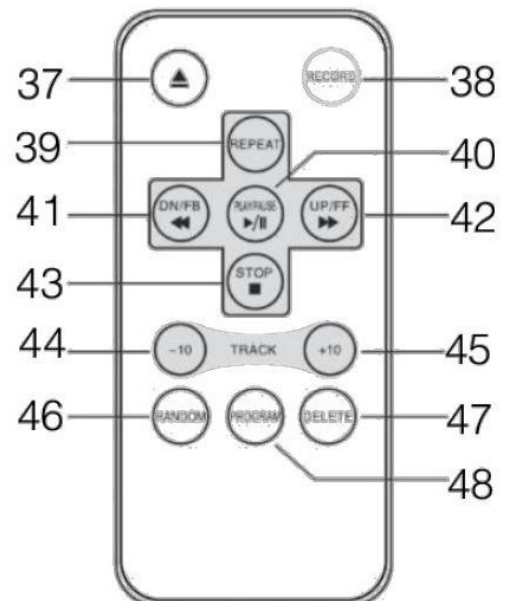 37
38
RECORD
39
REPEAT
40
41
DN/FB
PLAY/PAUSE
UP/FF
42
43
STOP
44
-10
TRACK
+10
45
46
RANDOM
PROGRAM
DELETE
47
48